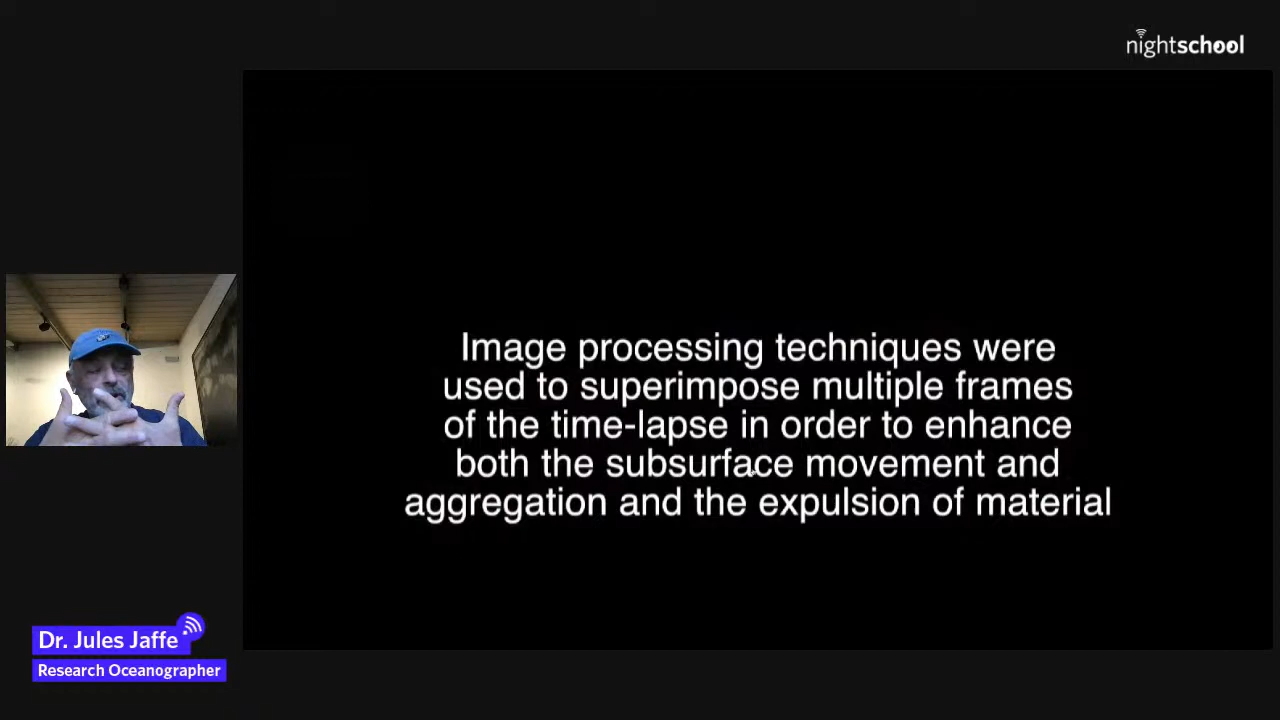 nightschool
Image processing techniques were
used to superimpose multiple frames
of the time-lapse in order to enhance
both the subsurface movement and
aggregation and the expulsion of material
Dr. Jules Jaffe
Research Oceanographer